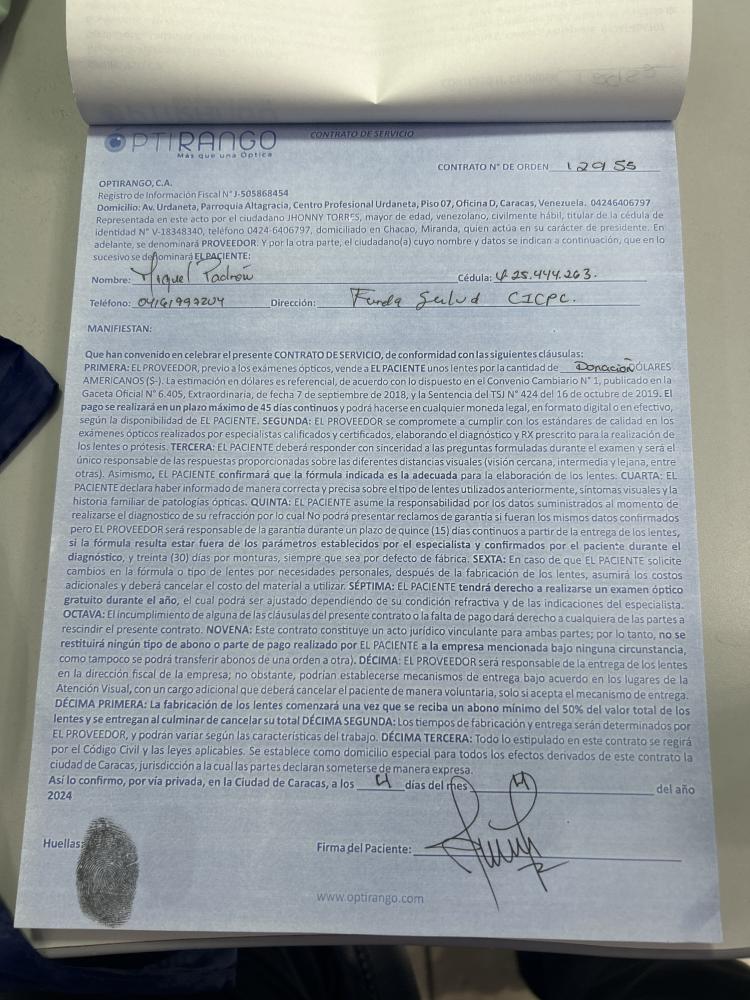 OPTIRANGO
Más que una Óptica
CONTRATO DE SERVICIO
CONTRATO N° DE ORDEN 12955
OPTIRANGO, C.A.
Registro de Información Fiscal N°J-505868454
Domicilio: Av. Urdaneta, Parroquia Altagracia, Centro Profesional Urdaneta, Piso 07, Oficina D, Caracas, Venezuela. 04246406797
Representada en este acto por el ciudadano JHONNY TORRES, mayor de edad, venezolano, civilmente hábil, titular de la cédula de
identidad N° V-18348340, teléfono 0424-6406797, domiciliado en Chacao, Miranda, quien actúa en su carácter de presidente. En
adelante, se denominará PROVEEDOR. Y por la otra parte, el ciudadano(a) cuyo nombre y datos se indican a continuación, que en lo
sucesivo se denominará EL PACIENTE:
Nombre: Miguel Padrón Cédula: 25.444.263.
Teléfono: 04161997204 Dirección: Funda Salud CICPC.
MANIFIESTAN:
Que han convenido en celebrar el presente CONTRATO DE SERVICIO, de conformidad con las siguientes cláusulas:
PRIMERA: EL PROVEEDOR, previo a los exámenes ópticos, vende a EL PACIENTE unos lentes por la cantidad de Donación DÓLARES
AMERICANOS ($-). La estimación en dólares es referencial, de acuerdo con lo dispuesto en el Convenio Cambiario N° 1, publicado en la
Gaceta Oficial N° 6.405, Extraordinaria, de fecha 7 de septiembre de 2018, y la Sentencia del TSJ N° 424 del 16 de octubre de 2019. El
pago se realizará en un plazo máximo de 45 días continuos y podrá hacerse en cualquier moneda legal, en formato digital o en efectivo,
según la disponibilidad de EL PACIENTE. SEGUNDA: EL PROVEEDOR se compromete a cumplir con los estándares de calidad en los
exámenes ópticos realizados por especialistas calificados y certificados, elaborando el diagnóstico y RX prescrito para la realización de
los lentes o prótesis. TERCERA: EL PACIENTE deberá responder con sinceridad a las preguntas formuladas durante el examen y será el
único responsable de las respuestas proporcionadas sobre las diferentes distancias visuales (visión cercana, intermedia y lejana, entre
otras). Asimismo, EL PACIENTE confirmará que la fórmula indicada es la adecuada para la elaboración de los lentes. CUARTA: EL
PACIENTE declara haber informado de manera correcta y precisa sobre el tipo de lentes utilizados anteriormente, síntomas visuales y la
historia familiar de patologías ópticas. QUINTA: EL PACIENTE asume la responsabilidad por los datos suministrados al momento de
realizarse el diagnostico de su refracción por lo cual No podrá presentar reclamos de garantía si fueran los mismos datos confirmados
pero EL PROVEEDOR será responsable de la garantía durante un plazo de quince (15) días continuos a partir de la entrega de los lentes,
si la fórmula resulta estar fuera de los parámetros establecidos por el especialista y confirmados por el paciente durante el
diagnóstico, y treinta (30) días por monturas, siempre que sea por defecto de fábrica. SEXTA: En caso de que EL PACIENTE solicite
cambios en la fórmula o tipo de lentes por necesidades personales, después de la fabricación de los lentes, asumirá los costos
adicionales y deberá cancelar el costo del material a utilizar. SÉPTIMA: EL PACIENTE tendrá derecho a realizarse un examen óptico
gratuito durante el año, el cual podrá ser ajustado dependiendo de su condición refractiva y de las indicaciones del especialista.
OCTAVA: El incumplimiento de alguna de las cláusulas del presente contrato o la falta de pago dará derecho a cualquiera de las partes a
rescindir el presente contrato. NOVENA: Este contrato constituye un acto jurídico vinculante para ambas partes; por lo tanto, no se
restituirá ningún tipo de abono o parte de pago realizado por EL PACIENTE a la empresa mencionada bajo ninguna circunstancia,
como tampoco se podrá transferir abonos de una orden a otra). DÉCIMA: EL PROVEEDOR será responsable de la entrega de los lentes
en la dirección fiscal de la empresa; no obstante, podrían establecerse mecanismos de entrega bajo acuerdo en los lugares de la
Atención Visual, con un cargo adicional que deberá cancelar el paciente de manera voluntaria, solo si acepta el mecanismo de entrega.
DÉCIMA PRIMERA: La fabricación de los lentes comenzará una vez que se reciba un abono mínimo del 50% del valor total de los
lentes y se entregan al culminar de cancelar su total DÉCIMA SEGUNDA: Los tiempos de fabricación y entrega serán determinados por
EL PROVEEDOR, y podrán variar según las características del trabajo. DÉCIMA TERCERA: Todo lo estipulado en este contrato se regirá
por el Código Civil y las leyes aplicables. Se establece como domicilio especial para todos los efectos derivados de este contrato la
ciudad de Caracas, jurisdicción a la cual las partes declaran someterse de manera expresa.
Así lo confirmo, por vía privada, en la Ciudad de Caracas, a los 4 días del mes 4 del año
2024
Huellas:
Firma del Paciente:
www.optirango.com